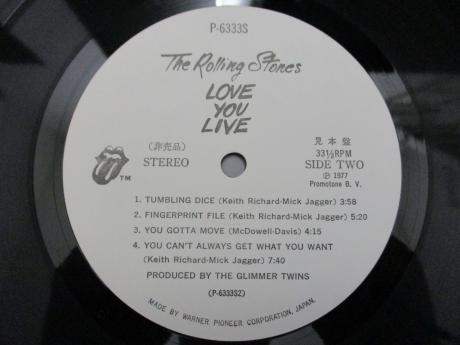 P-6333S
The Rolling Stones
LOVE
YOU
LIVE
(非売品)
STEREO
TM
見本盤
33⅓RPM
SIDE TWO
Ⓟ 1977
Promotone B. V.
1. TUMBLING DICE (Keith Richard-Mick Jagger) 3:58
2. FINGERPRINT FILE (Keith Richard-Mick Jagger) 5:20
3. YOU GOTTA MOVE (McDowell-Davis) 4:15
4. YOU CAN'T ALWAYS GET WHAT YOU WANT
(Keith Richard-Mick Jagger) 7:40
PRODUCED BY THE GLIMMER TWINS
(P-6333S2)
MADE BY WARNER PIONEER CORPORATION, JAPAN.